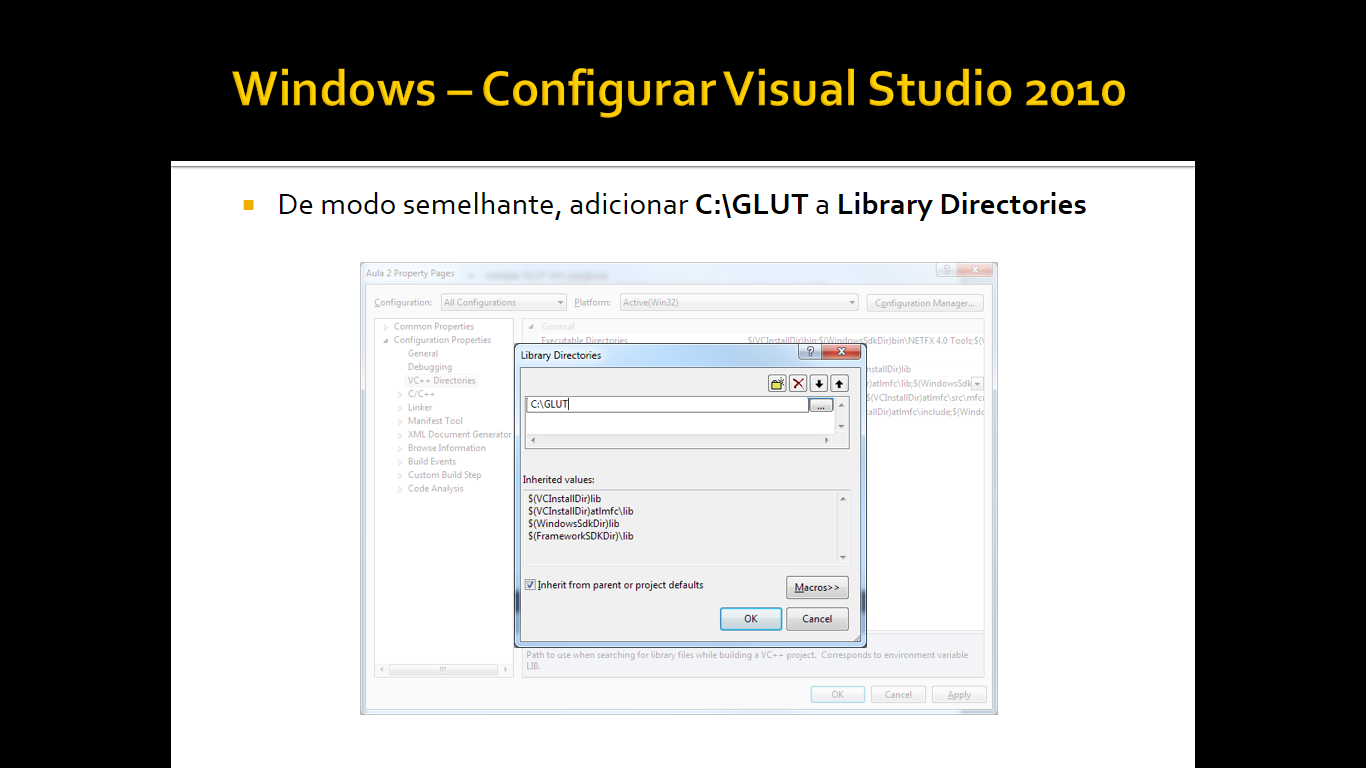 Windows – Configurar Visual Studio 2010
De modo semelhante, adicionar C:\GLUT a Library Directories
Aula 2 Property Pages
Configuration: All Configurations Platform: Active(Win32) Configuration Manager...
Common Properties
Configuration Properties
General
Debugging
VC++ Directories
C/C++
Linker
Manifest Tool
XML Document Generator
Browse Information
Build Events
Custom Build Step
Code Analysis
General
Executable Directories $(VCInstallDir)bin;$(WindowsSdkDir)bin\NETFX 4.0 Tools;$(\
nstallDir)lib
)atlmfc\lib;$(WindowsSdk
$(VCInstallDir)atlmfc\src\mfc
allDir)atlmfc\include;$(Windo
Library Directories
C:\GLUT
...
Inherited values:
$(VCInstallDir)lib
$(VCInstallDir)atlmfc\lib
$(WindowsSdkDir)lib
$(FrameworkSDKDir)\lib
Inherit from parent or project defaults
Macros>>
OK Cancel
Path to use when searching for library files while building a VC++ project. Corresponds to environment variable
LIB.
OK Cancel Apply